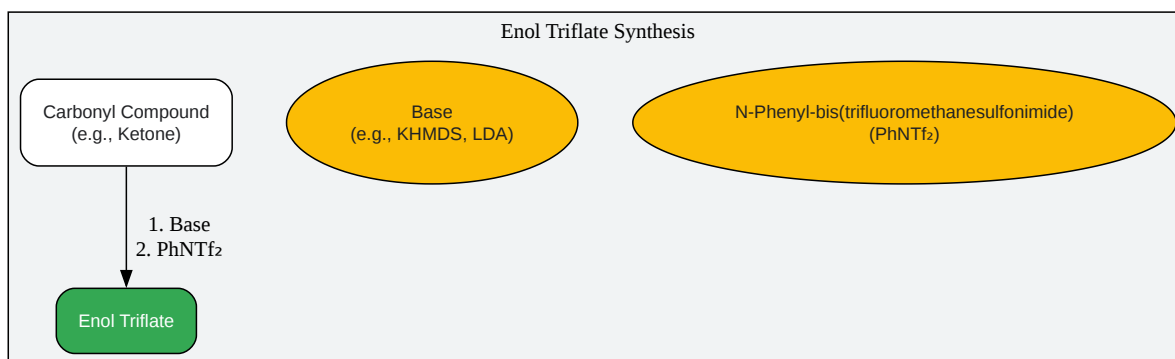 Enol Triflate Synthesis
Carbonyl Compound
(e.g., Ketone)
Base
(e.g., KHMDS, LDA)
N-Phenyl-bis(trifluoromethanesulfonimide)
(PhNTf₂)
1. Base
2. PhNTf₂
Enol Triflate